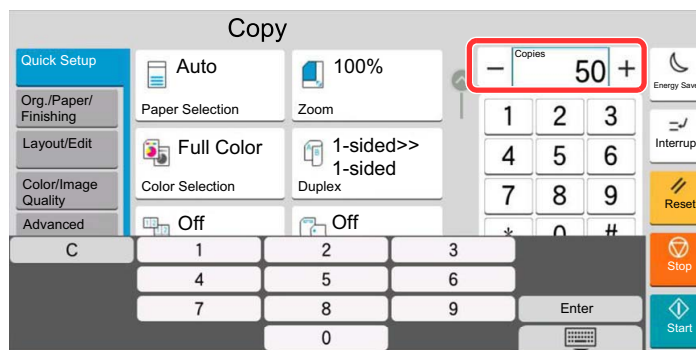 Copy
Quick Setup
Org./Paper/
Finishing
Layout/Edit
Color/Image
Quality
Advanced
Auto
Paper Selection
100%
Zoom
Full Color
Color Selection
1-sided>>
1-sided
Duplex
Off
Off
Copies
− 50 +
1 2 3
4 5 6
7 8 9
* 0 #
Energy Save
Interrup
Reset
Stop
Start
C 1 2 3
4 5 6
7 8 9 Enter
0